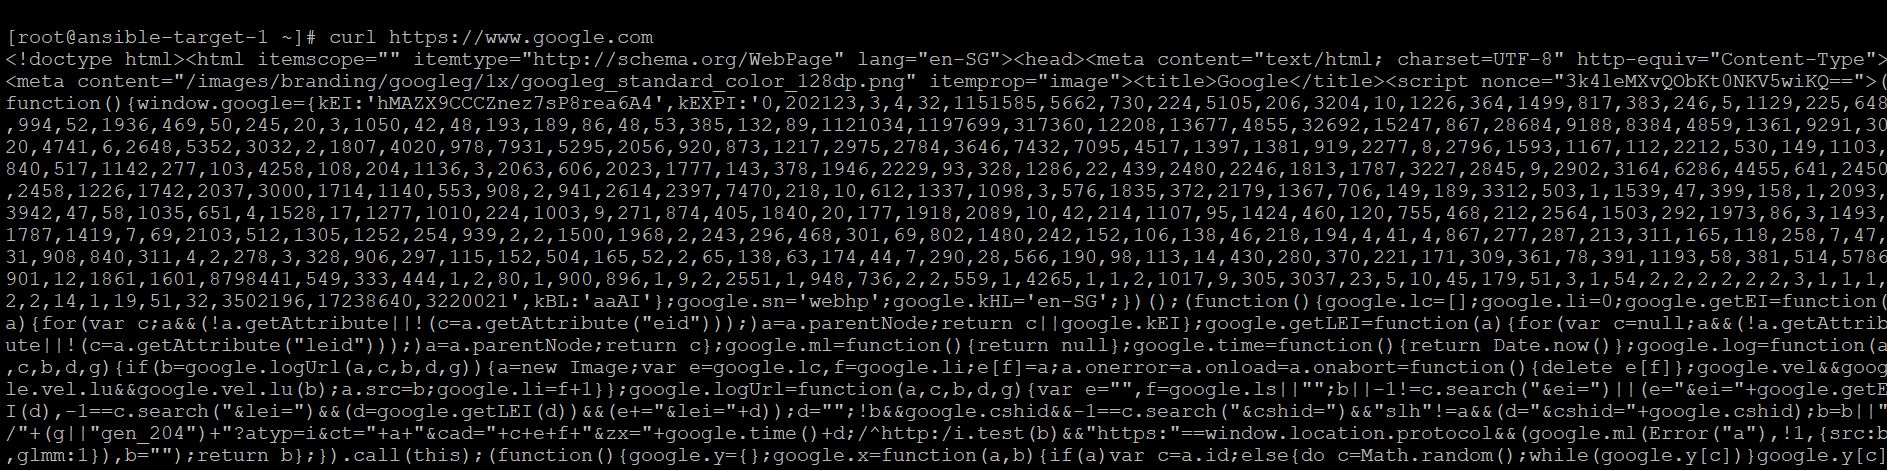 [root@ansible-target-1 ~]# curl https://www.google.com
<!doctype html><html itemscope="" itemtype="http://schema.org/WebPage" lang="en-SG"><head><meta content="text/html; charset=UTF-8" http-equiv="Content-Type">
<meta content="/images/branding/googleg/1x/googleg_standard_color_128dp.png" itemprop="image"><title>Google</title><script nonce="3k4leMXvQObKt0NKV5wiKQ==">(
function(){window.google={kEI:'hMAZX9CCCZnez7sP8rea6A4',kEXPI:'0,202123,3,4,32,1151585,5662,730,224,5105,206,3204,10,1226,364,1499,817,383,246,5,1129,225,648
,994,52,1936,469,50,245,20,3,1050,42,48,193,189,86,48,53,385,132,89,1121034,1197699,317360,12208,13677,4855,32692,15247,867,28684,9188,8384,4859,1361,9291,30
20,4741,6,2648,5352,3032,2,1807,4020,978,7931,5295,2056,920,873,1217,2975,2784,3646,7432,7095,4517,1397,1381,919,2277,8,2796,1593,1167,112,2212,530,149,1103,
840,517,1142,277,103,4258,108,204,1136,3,2063,606,2023,1777,143,378,1946,2229,93,328,1286,22,439,2480,2246,1813,1787,3227,2845,9,2902,3164,6286,4455,641,2450
,2458,1226,1742,2037,3000,1714,1140,553,908,2,941,2614,2397,7470,218,10,612,1337,1098,3,576,1835,372,2179,1367,706,149,189,3312,503,1,1539,47,399,158,1,2093,
3942,47,58,1035,651,4,1528,17,1277,1010,224,1003,9,271,874,405,1840,20,177,1918,2089,10,42,214,1107,95,1424,460,120,755,468,212,2564,1503,292,1973,86,3,1493,
1787,1419,7,69,2103,512,1305,1252,254,939,2,2,1500,1968,2,243,296,468,301,69,802,1480,242,152,106,138,46,218,194,4,41,4,867,277,287,213,311,165,118,258,7,47,
31,908,840,311,4,2,278,3,328,906,297,115,152,504,165,52,2,65,138,63,174,44,7,290,28,566,190,98,113,14,430,280,370,221,171,309,361,78,391,1193,58,381,514,5786
901,12,1861,1601,8798441,549,333,444,1,2,80,1,900,896,1,9,2,2551,1,948,736,2,2,559,1,4265,1,1,2,1017,9,305,3037,23,5,10,45,179,51,3,1,54,2,2,2,2,2,2,3,1,1,1,
2,2,14,1,19,51,32,3502196,17238640,3220021',kBL:'aaAI'};google.sn='webhp';google.kHL='en-SG';})();(function(){google.lc=[];google.li=0;google.getEI=function(
a){for(var c;a&&(!a.getAttribute||!(c=a.getAttribute("eid")));)a=a.parentNode;return c||google.kEI};google.getLEI=function(a){for(var c=null;a&&(!a.getAttrib
ute||!(c=a.getAttribute("leid")));)a=a.parentNode;return c};google.ml=function(){return null};google.time=function(){return Date.now()};google.log=function(a
,c,b,d,g){if(b=google.logUrl(a,c,b,d,g)){a=new Image;var e=google.lc,f=google.li;e[f]=a;a.onerror=a.onload=a.onabort=function(){delete e[f]};google.vel&&goog
le.vel.lu&&google.vel.lu(b);a.src=b;google.li=f+1}};google.logUrl=function(a,c,b,d,g){var e="",f=google.ls||"";b||-1!=c.search("&ei=")||(e="&ei="+google.getE
I(d),-1==c.search("&lei=")&&(d=google.getLEI(d))&&(e+="&lei="+d));d="";!b&&google.cshid&&-1==c.search("&cshid=")&&"slh"!=a&&(d="&cshid="+google.cshid);b=b||"
/"+(g||"gen_204")+"?atyp=i&ct="+a+"&cad="+c+e+f+"&zx="+google.time()+d;/^http:/i.test(b)&&"https:"==window.location.protocol&&(google.ml(Error("a"),!1,{src:b
,glmm:1}),b="");return b};}).call(this);(function(){google.y={};google.x=function(a,b){if(a)var c=a.id;else{do c=Math.random();while(google.y[c])}google.y[c]